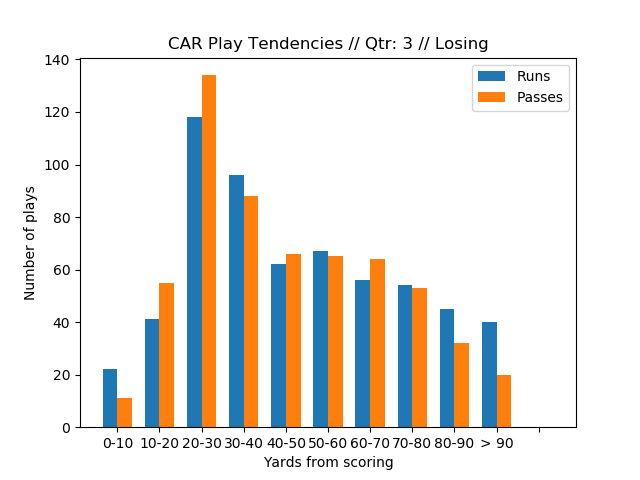 CAR Play Tendencies // Qtr: 3 // Losing
Runs
Passes
Number of plays
140
120
100
80
60
40
20
0
0-10 10-20 20-30 30-40 40-50 50-60 60-70 70-80 80-90 > 90
Yards from scoring